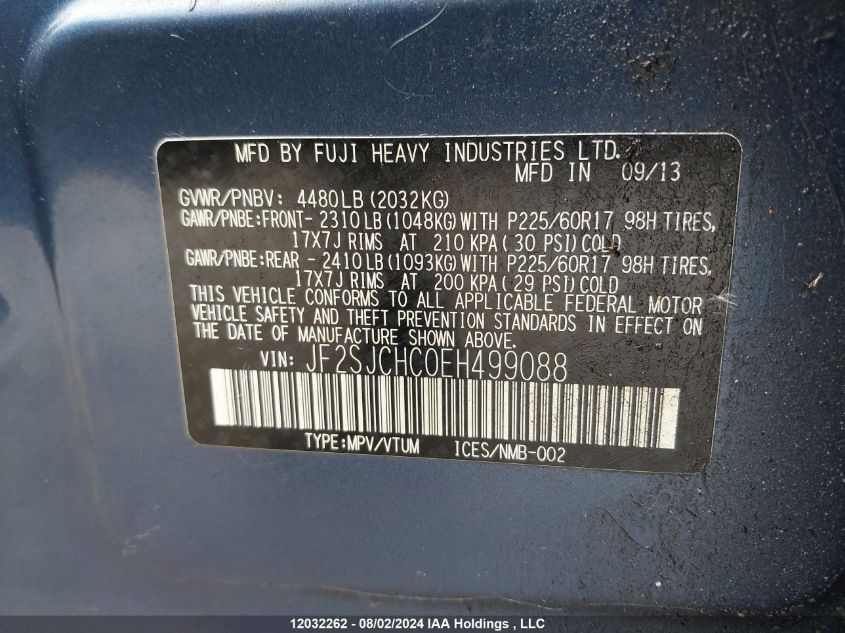 MFD BY FUJI HEAVY INDUSTRIES LTD.
MFD IN 09/13
GVWR/PNBV: 4480LB (2032KG)
GAWR/PNBE:FRONT- 2310LB (1048KG)WITH P225/60R17 98H TIRES,
17X7J RIMS AT 210 KPA( 30 PSI)COLD
GAWR/PNBE:REAR - 2410LB (1093KG)WITH P225/60R17 98H TIRES,
17X7J RIMS AT 200 KPA( 29 PSI)COLD
THIS VEHICLE CONFORMS TO ALL APPLICABLE FEDERAL MOTOR
VEHICLE SAFETY AND THEFT PREVENTION STANDARDS IN EFFECT ON
THE DATE OF MANUFACTURE SHOWN ABOVE.
VIN: JF2SJCHC0EH499088
TYPE:MPV/VTUM ICES/NMB-002
12032262 - 08/02/2024 IAA Holdings, LLC